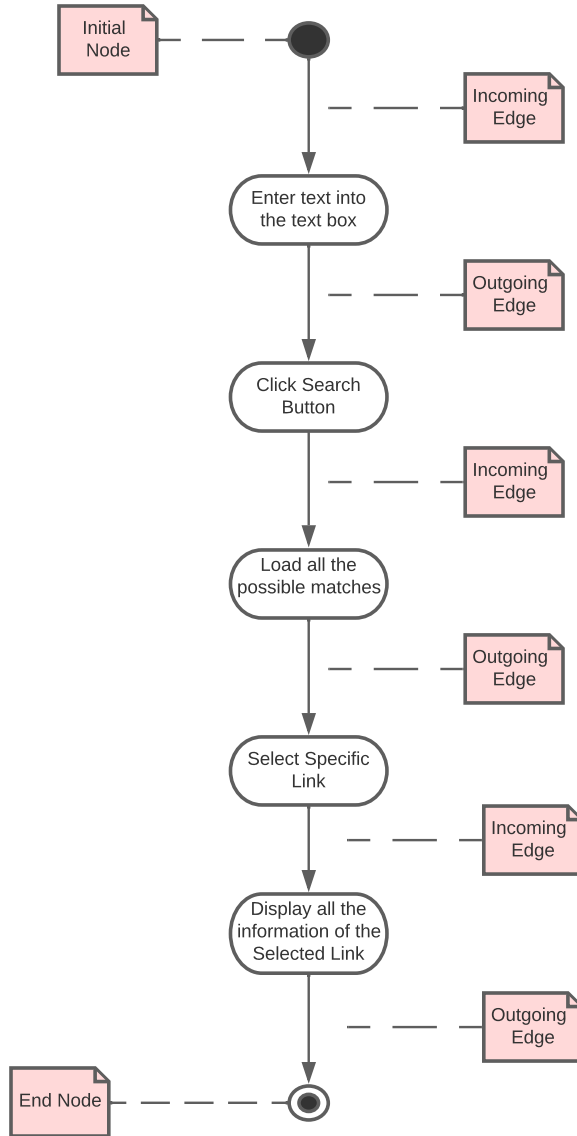 Initial
Node
Incoming
Edge
Enter text into
the text box
Outgoing
Edge
Click Search
Button
Incoming
Edge
Load all the
possible matches
Outgoing
Edge
Select Specific
Link
Incoming
Edge
Display all the
information of the
Selected Link
Outgoing
Edge
End Node